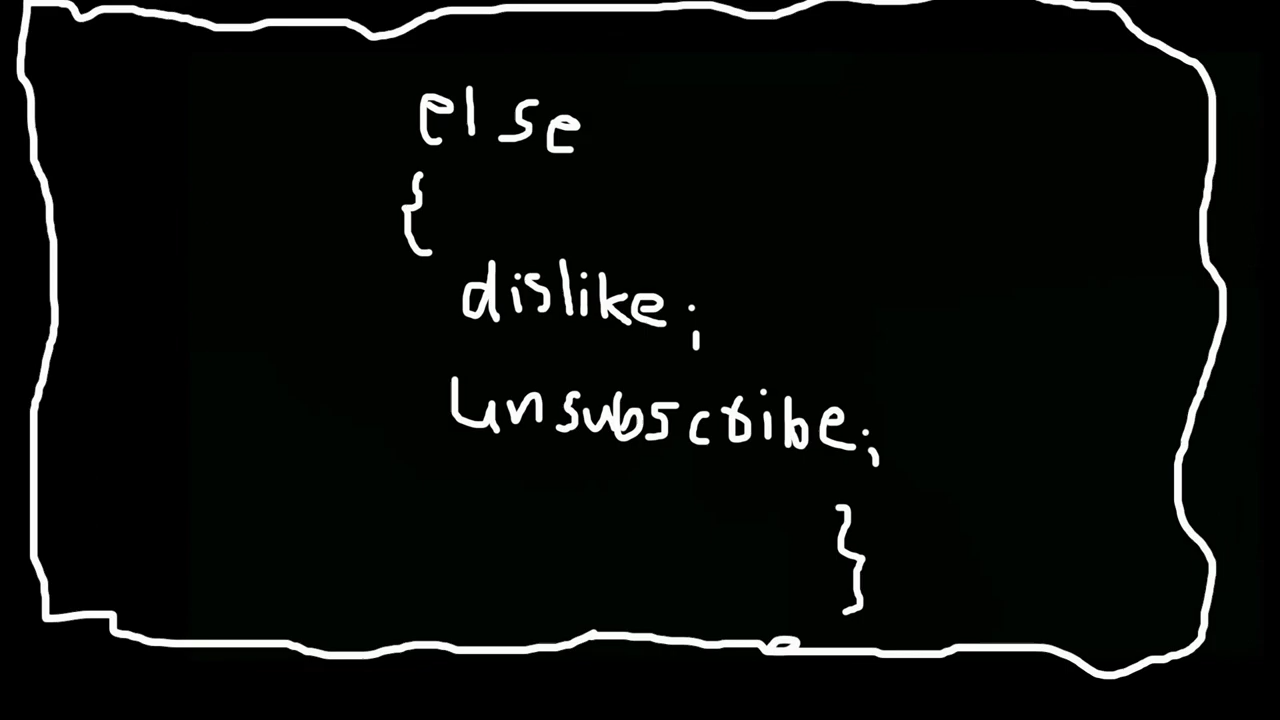 else
{
dislike;
unsubscribe;
}